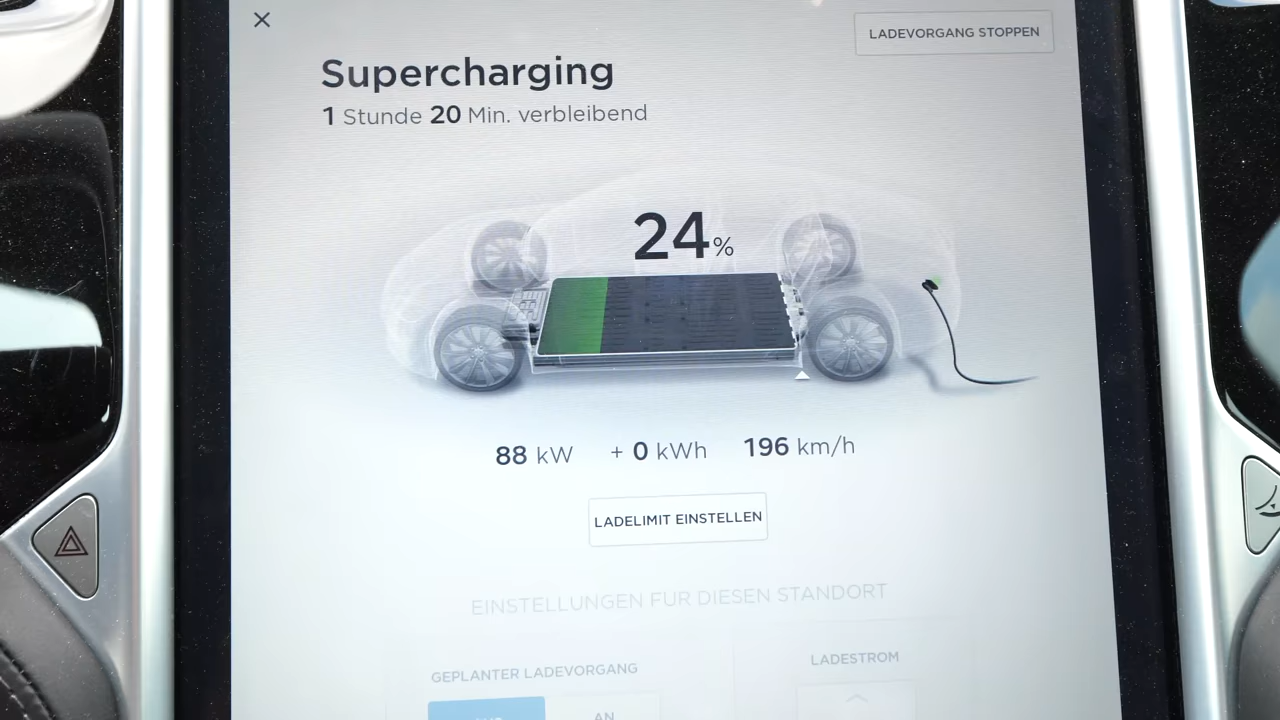 LADEVORGANG STOPPEN
Supercharging
1 Stunde 20 Min. verbleibend
24%
88 kW + 0 kWh 196 km/h
LADELIMIT EINSTELLEN
EINSTELLUNGEN FUR DIESEN STANDORT
GEPLANTER LADEVORGANG
LADESTROM
AN